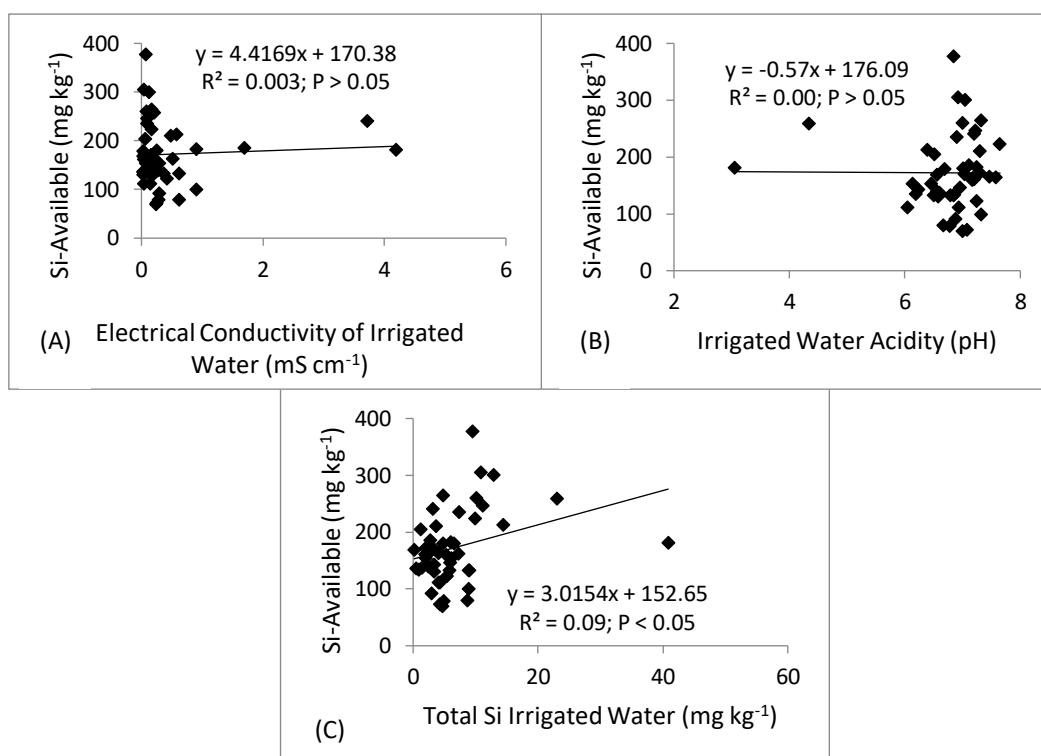 y = 4.4169x + 170.38
R² = 0.003; P > 0.05
Si-Available (mg kg⁻¹)
400
300
200
100
0
0
2
4
6
(A)
Electrical Conductivity of Irrigated
Water (mS cm⁻¹)
y = -0.57x + 176.09
R² = 0.00; P > 0.05
Si-Available (mg kg⁻¹)
400
300
200
100
0
2
4
6
8
(B)
Irrigated Water Acidity (pH)
Si-Available (mg kg⁻¹)
400
300
200
100
0
y = 3.0154x + 152.65
R² = 0.09; P < 0.05
0
20
40
60
(C)
Total Si Irrigated Water (mg kg⁻¹)